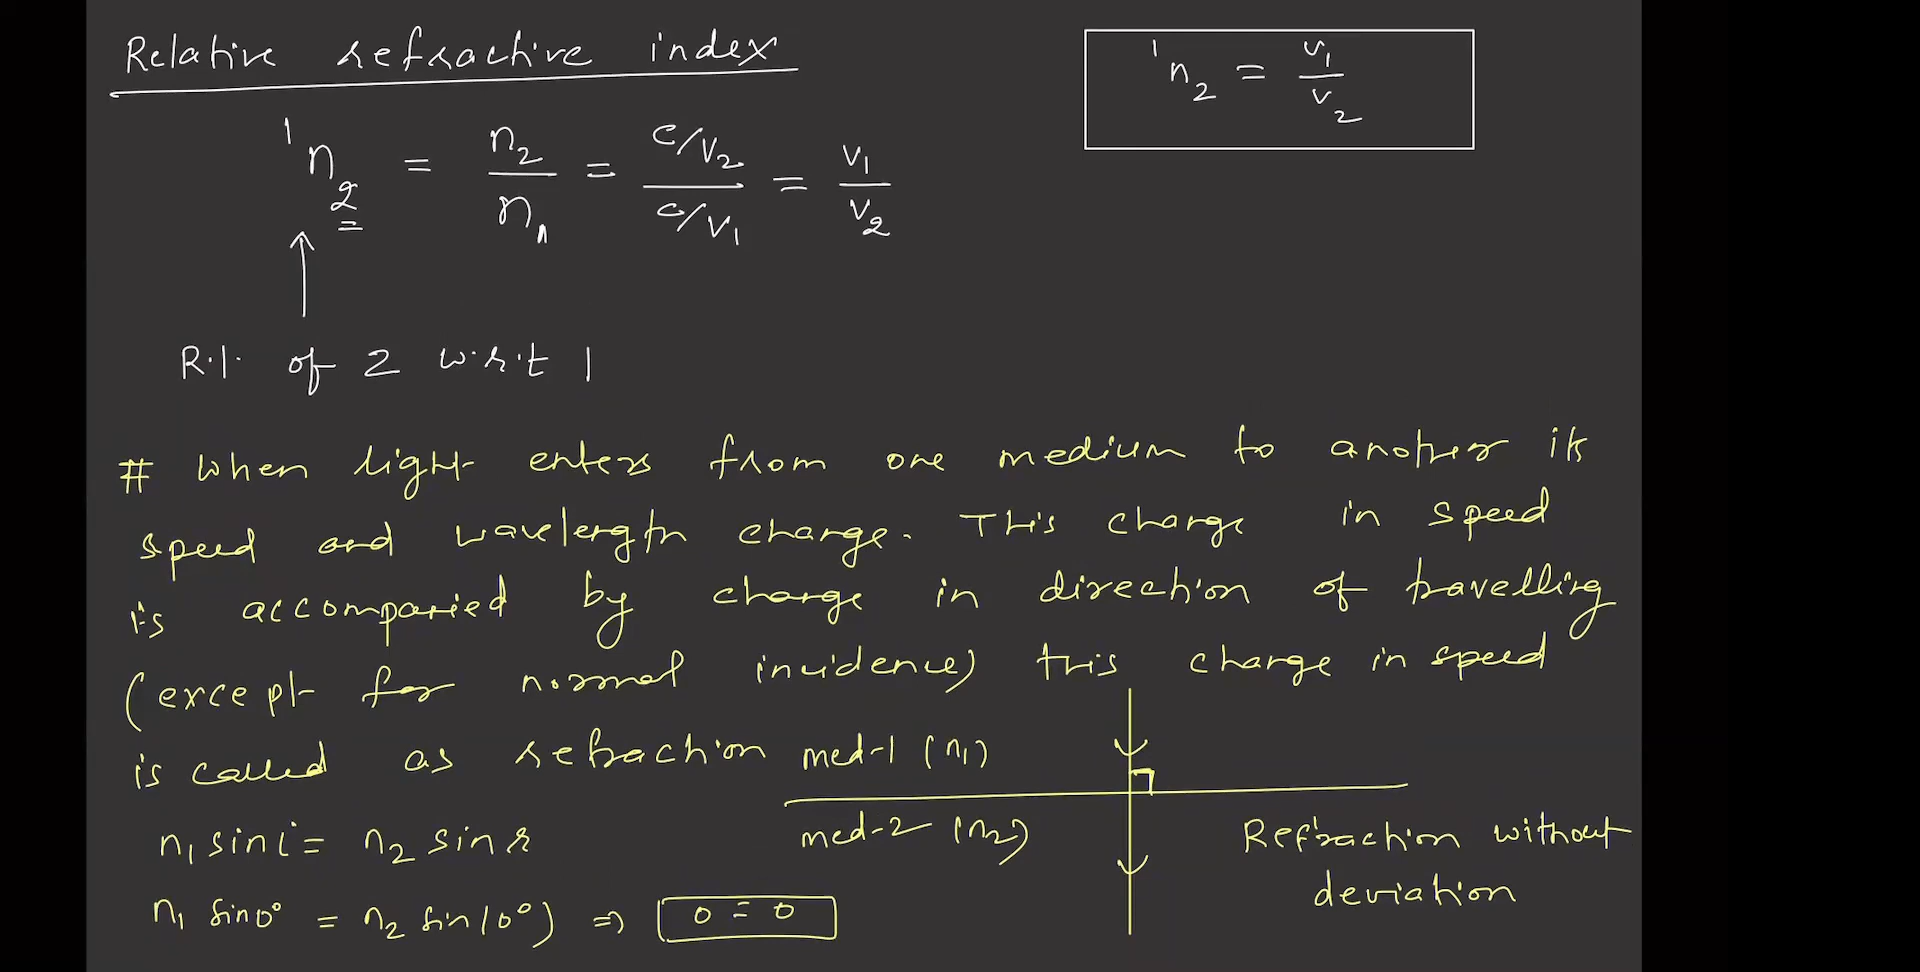 Relative refractive index
¹n₂ = v₁/v₂
¹n₂ = n₂/n₁ = (c/v₂)/(c/v₁) = v₁/v₂
R.I. of 2 w.r.t 1
# When light enters from one medium to another its
speed and wavelength change. This change in speed
is accompanied by change in direction of travelling
(except for normal incidence) this change in speed
is called as refraction
med-1 (n₁)
med-2 (n₂)
Refraction without
deviation
n₁ sin i = n₂ sin r
n₁ sin 0° = n₂ sin(0°) ⇒ 0 = 0